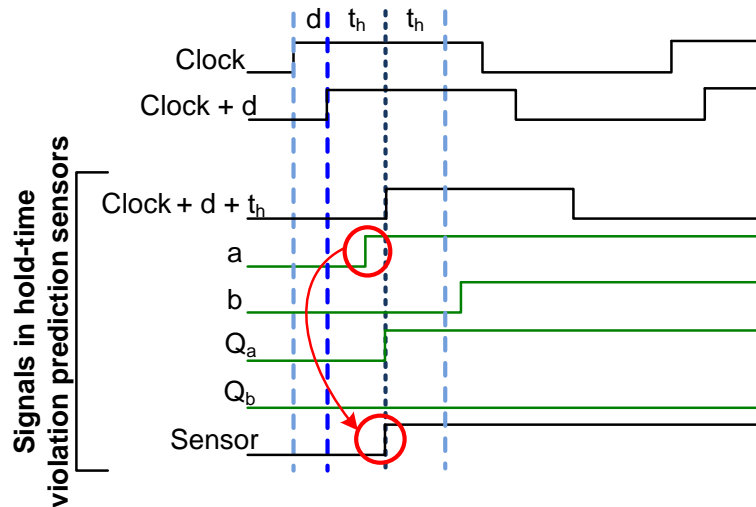 d t_h t_h
Clock
Clock + d
Clock + d + t_h
a
b
Q_a
Q_b
Sensor
Signals in hold-time
violation prediction sensors